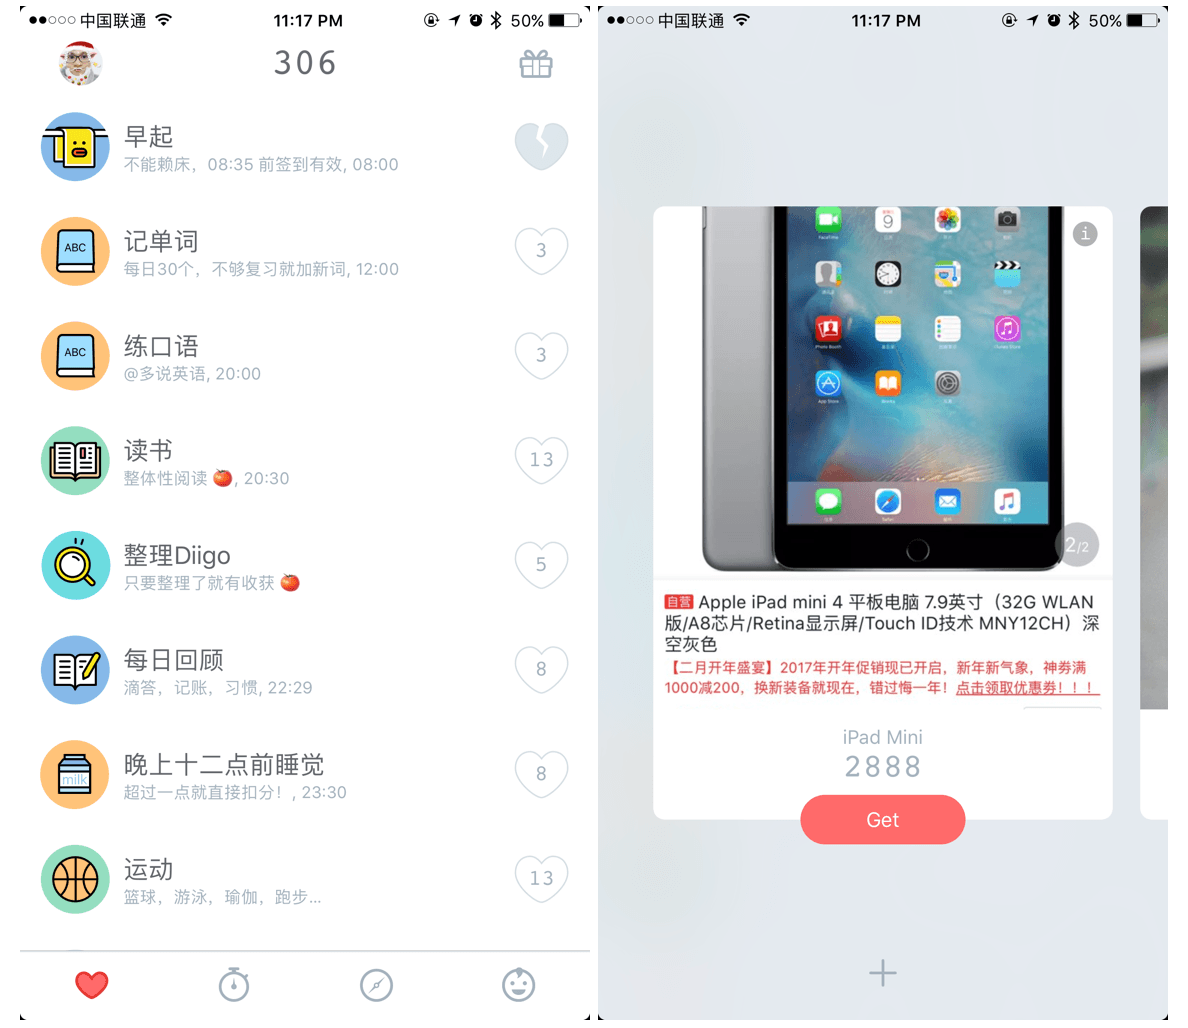 中国联通
11:17 PM
50%
306
早起
不能赖床，08:35 前签到有效, 08:00
ABC
记单词
每日30个，不够复习就加新词, 12:00
3
ABC
练口语
@多说英语, 20:00
3
读书
整体性阅读 🍅, 20:30
13
整理Diigo
只要整理了就有收获 🍅
5
每日回顾
滴答，记账，习惯, 22:29
8
milk
晚上十二点前睡觉
超过一点就直接扣分！, 23:30
8
运动
篮球，游泳，瑜伽，跑步...
13
中国联通
11:17 PM
50%
9
i
FaceTime
Photo Booth
iTunes Store
App Store
iBooks
Safari
2/2
自营 Apple iPad mini 4 平板电脑 7.9英寸（32G WLAN
版/A8芯片/Retina显示屏/Touch ID技术 MNY12CH）深
空灰色
【二月开年盛宴】2017年开年促销现已开启，新年新气象，神券满
1000减200，换新装备就现在，错过悔一年！点击领取优惠券！！！
iPad Mini
2888
Get